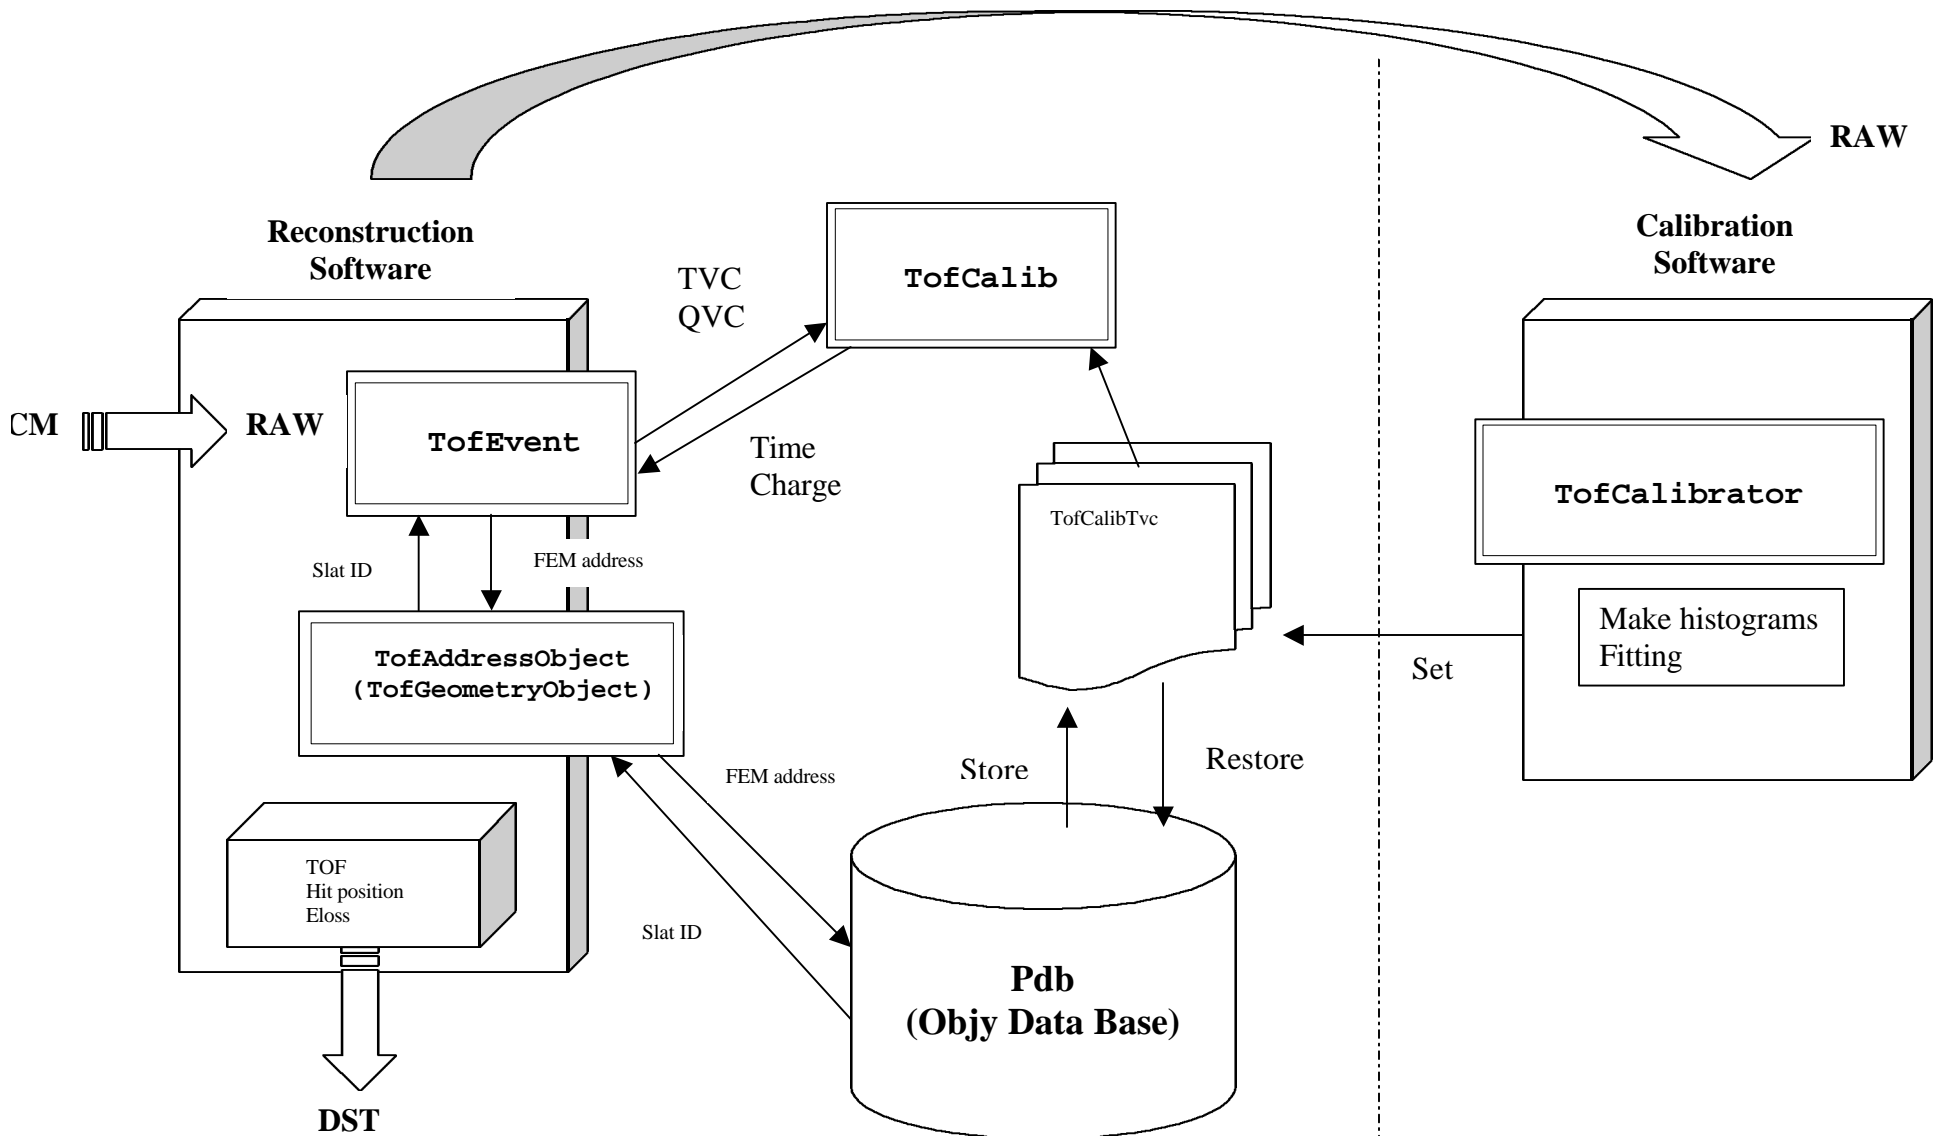 RAW
Reconstruction
Software
Calibration
Software
TofCalib
TVC
QVC
CM
RAW
TofEvent
Time
Charge
TofCalibTvc
TofCalibrator
Slat ID
FEM address
Make histograms
Fitting
TofAddressObject
(TofGeometryObject)
Set
FEM address
Store
Restore
TOF
Hit position
Eloss
Slat ID
Pdb
(Objy Data Base)
DST